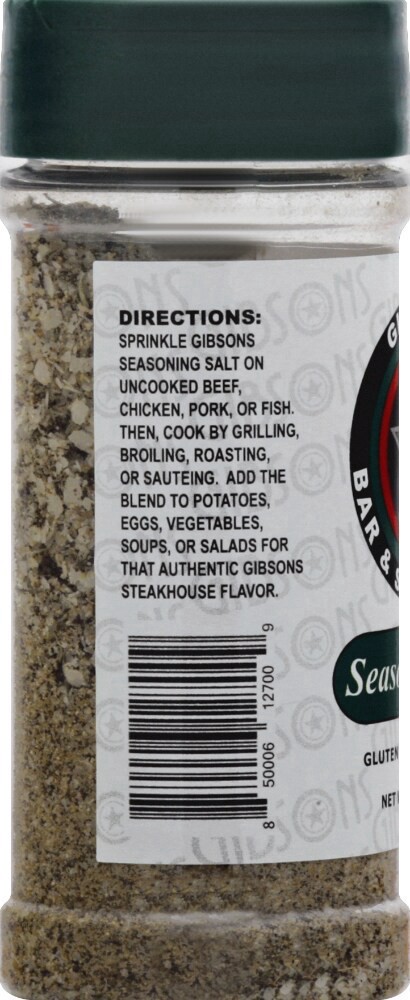 DIRECTIONS:
SPRINKLE GIBSONS
SEASONING SALT ON
UNCOOKED BEEF,
CHICKEN, PORK, OR FISH.
THEN, COOK BY GRILLING,
BROILING, ROASTING,
OR SAUTEING. ADD THE
BLEND TO POTATOES,
EGGS, VEGETABLES,
SOUPS, OR SALADS FOR
THAT AUTHENTIC GIBSONS
STEAKHOUSE FLAVOR.
8 50006 12700 9
BAR &
GLUTEN
NET
GIBSONS